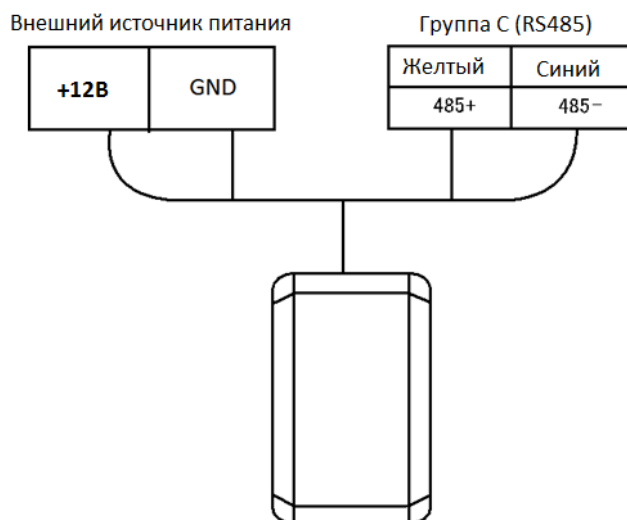 Внешний источник питания
+12В GND
Группа С (RS485)
Желтый Синий
485+ 485-